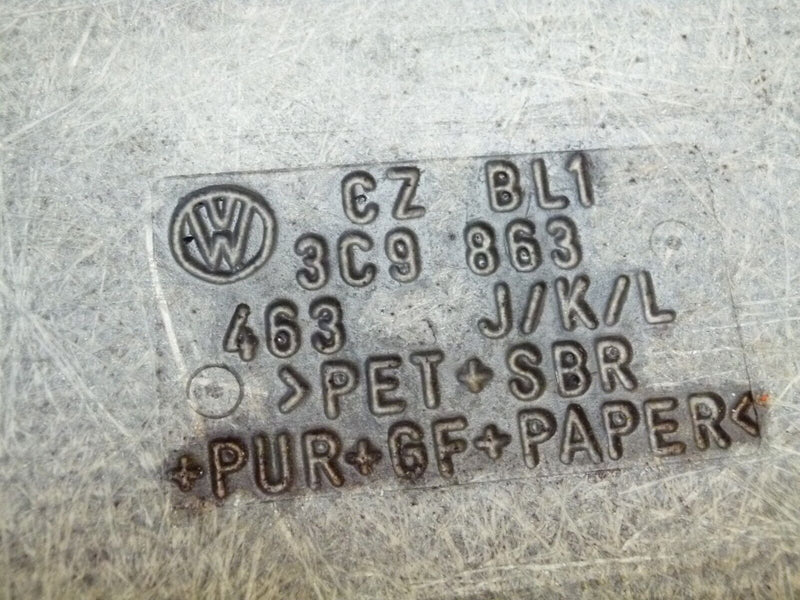 CZ BL1
3C9 863
463 J/K/L
>PET+SBR
+PUR+GF+PAPER<